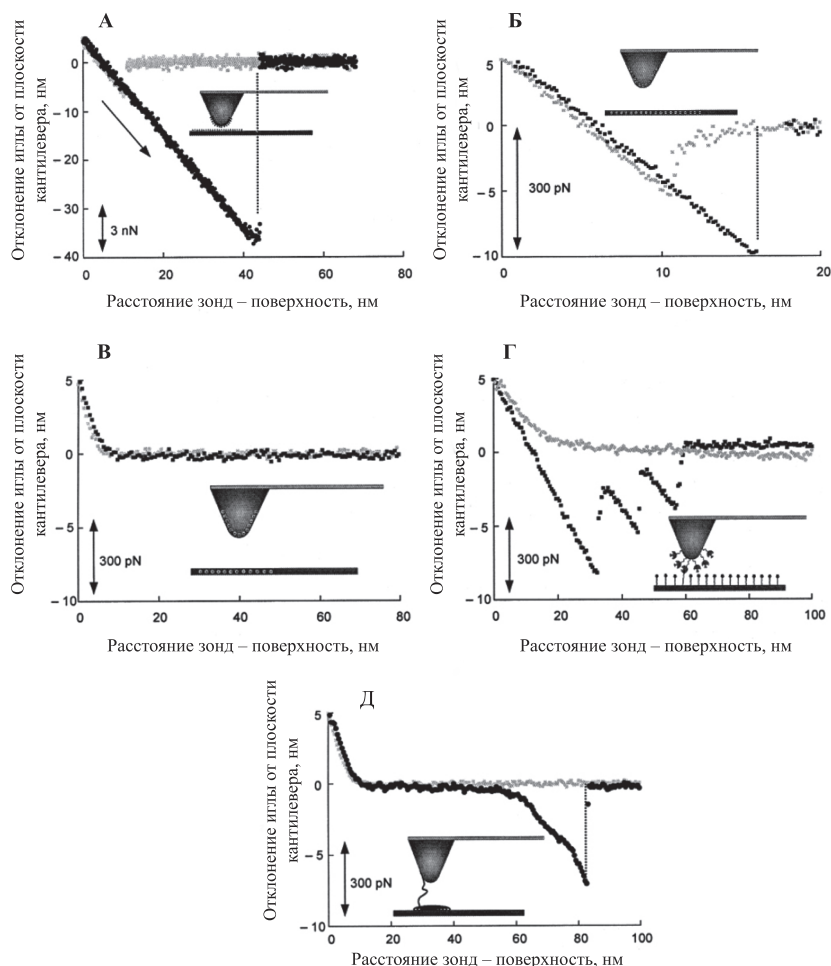 А
Отклонение иглы от плоскости
кантилевера, нм
0
– 10
– 20
– 30
– 40
3 nN
0
20
40
60
80
Расстояние зонд – поверхность, нм
Б
Отклонение иглы от плоскости
кантилевера, нм
5
0
– 5
– 10
300 pN
0
10
20
Расстояние зонд – поверхность, нм
В
Отклонение иглы от плоскости
кантилевера, нм
5
0
– 5
– 10
300 pN
0
20
40
60
80
Расстояние зонд – поверхность, нм
Г
Отклонение иглы от плоскости
кантилевера, нм
5
0
– 5
– 10
300 pN
0
20
40
60
80
100
Расстояние зонд – поверхность, нм
Д
Отклонение иглы от плоскости
кантилевера, нм
5
0
– 5
– 10
300 pN
0
20
40
60
80
100
Расстояние зонд – поверхность, нм